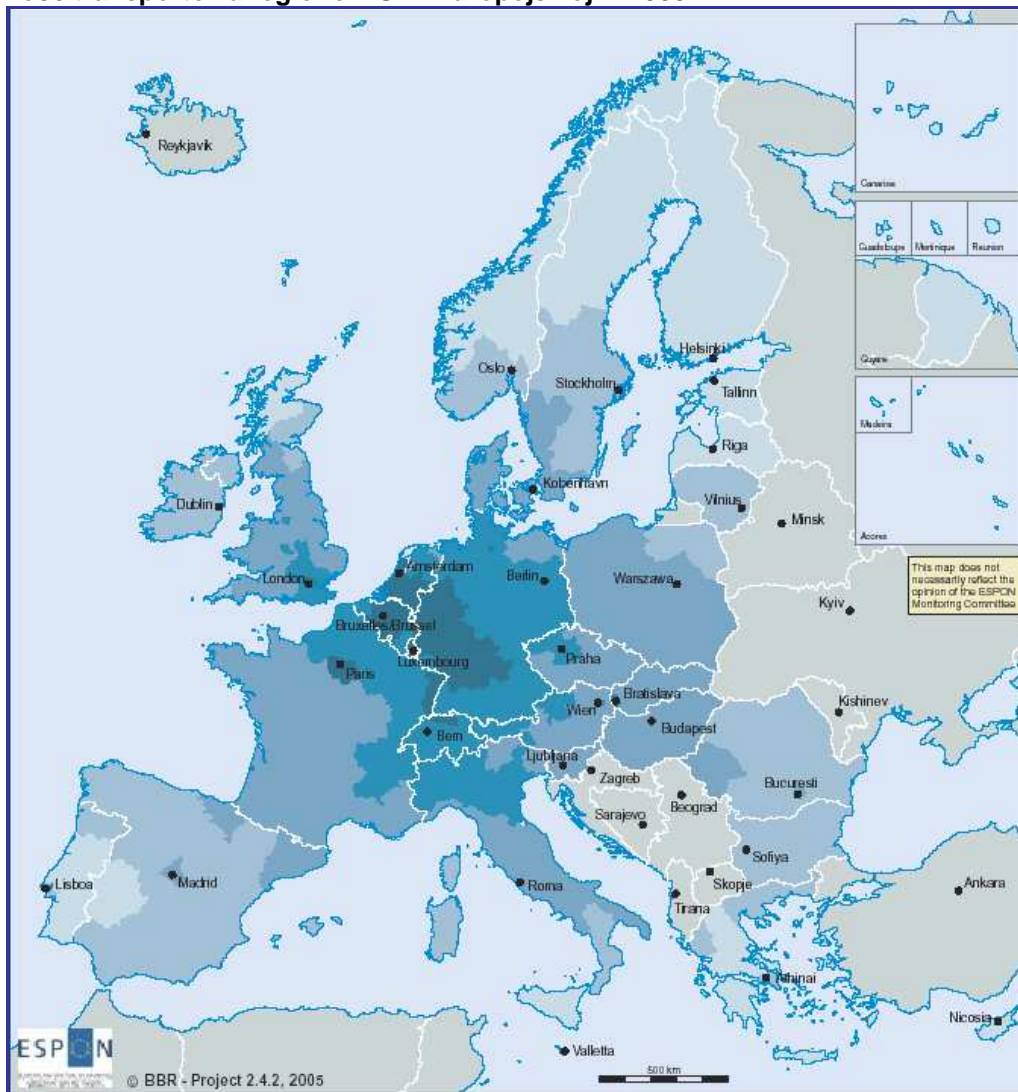 Reykjavik
Canarias
Guadeloupe
Martinique
Reunion
Guyane
Madeira
Acores
Helsinki
Oslo
Stockholm
Tallinn
Riga
Dublin
Kobenhavn
Vilnius
Minsk
London
Amsterdam
Berlin
Warszawa
This map does not
necessarily reflect the
opinion of the ESPON
Monitoring Committee
Bruxelles/Brussel
Kyiv
Luxembourg
Paris
Praha
Wien
Bratislava
Kishinev
Bern
Budapest
Ljubljana
Zagreb
Bucuresti
Beograd
Sarajevo
Sofiya
Lisboa
Madrid
Roma
Skopje
Tirana
Ankara
Athinai
Nicosia
ESPON
Valletta
500 km
© BBR - Project 2.4.2, 2005